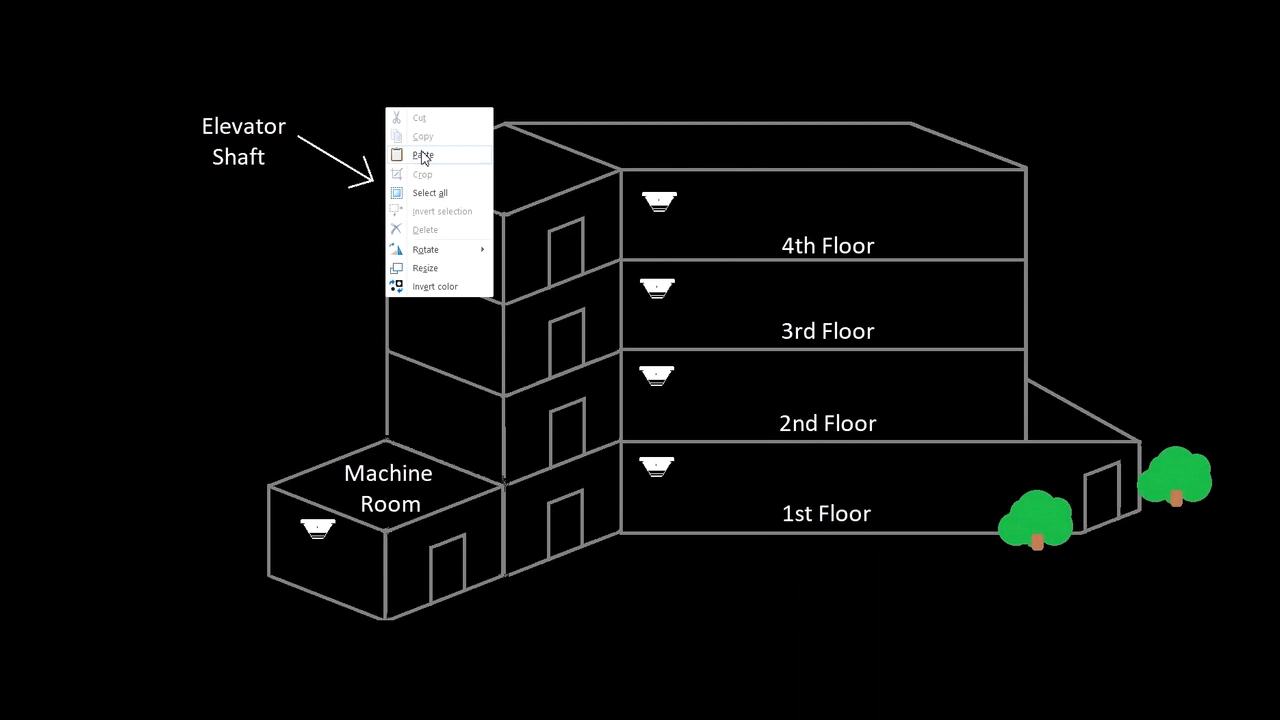 Elevator
Shaft
Cut
Copy
Paste
Crop
Select all
Invert selection
Delete
Rotate
Resize
Invert color
4th Floor
3rd Floor
2nd Floor
Machine
Room
1st Floor